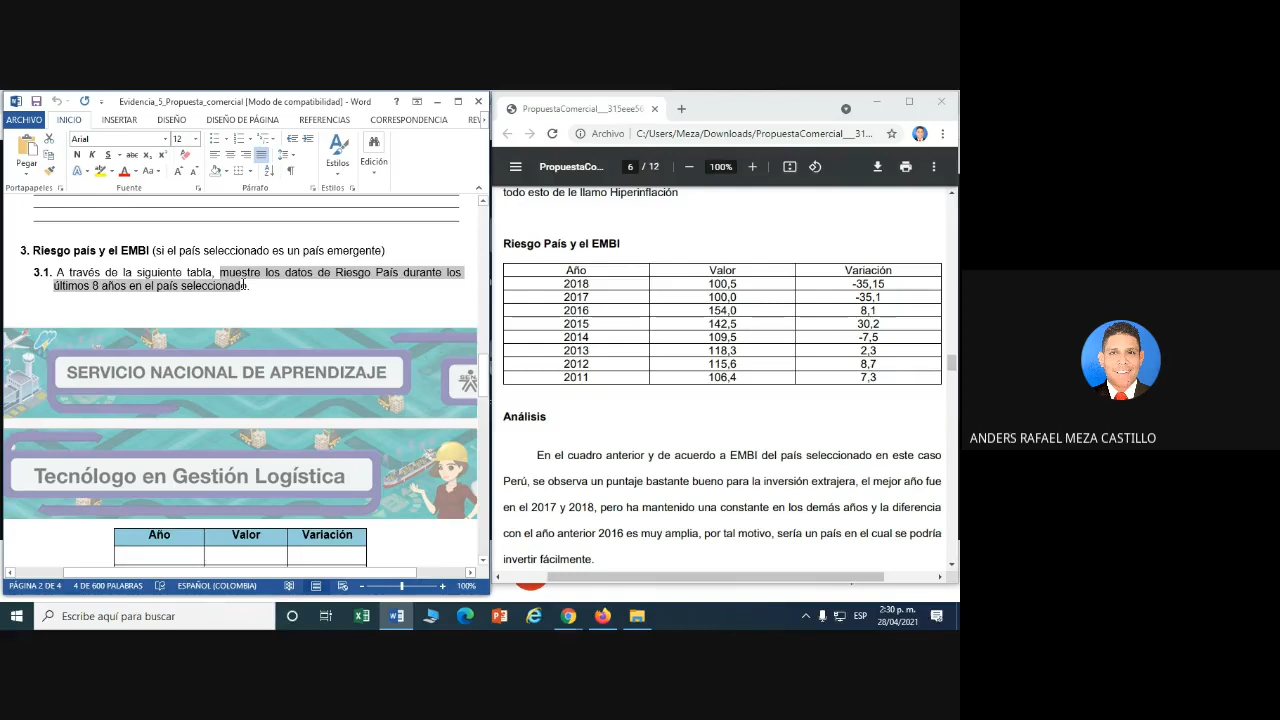 Evidencia_5_Propuesta_comercial [Modo de compatibilidad] - Word
ARCHIVO INICIO INSERTAR DISEÑO DISEÑO DE PÁGINA REFERENCIAS CORRESPONDENCIA
Arial 12
Pegar
N K S abc x₂ x²
Aa
Estilos
Edición
Portapapeles Fuente Párrafo Estilos
3. Riesgo país y el EMBI (si el país seleccionado es un país emergente)
3.1. A través de la siguiente tabla, muestre los datos de Riesgo País durante los
últimos 8 años en el país seleccionado.
SERVICIO NACIONAL DE APRENDIZAJE
Tecnólogo en Gestión Logística
Año Valor Variación
PÁGINA 2 DE 4 4 DE 600 PALABRAS ESPAÑOL (COLOMBIA) 100%
PropuestaComercial___315eee5
Archivo C:/Users/Meza/Downloads/PropuestaComercial___31...
PropuestaCo... 6 / 12 100%
todo esto de le llamo Hiperinflación
Riesgo País y el EMBI
Año Valor Variación
2018 100,5 -35,15
2017 100,0 -35,1
2016 154,0 8,1
2015 142,5 30,2
2014 109,5 -7,5
2013 118,3 2,3
2012 115,6 8,7
2011 106,4 7,3
Análisis
En el cuadro anterior y de acuerdo a EMBI del país seleccionado en este caso
Perú, se observa un puntaje bastante bueno para la inversión extrajera, el mejor año fue
en el 2017 y 2018, pero ha mantenido una constante en los demás años y la diferencia
con el año anterior 2016 es muy amplia, por tal motivo, sería un país en el cual se podría
invertir fácilmente.
Escribe aquí para buscar
ESP
2:30 p. m.
28/04/2021
ANDERS RAFAEL MEZA CASTILLO